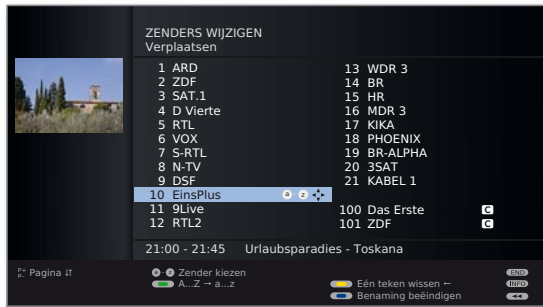 ZENDERS WIJZIGEN
Verplaatsen
1 ARD
2 ZDF
3 SAT.1
4 D Vierte
5 RTL
6 VOX
7 S-RTL
8 N-TV
9 DSF
10 EinsPlus a - z
11 9Live
12 RTL2
13 WDR 3
14 BR
15 HR
16 MDR 3
17 KIKA
18 PHOENIX
19 BR-ALPHA
20 3SAT
21 KABEL 1
100 Das Erste C
101 ZDF C
21:00 - 21:45 Urlaubsparadies - Toskana
P+ P- Pagina ↓↑
a - z Zender kiezen
A...Z → a...z
Eén teken wissen ←
Benaming beëindigen
END
INFO
◄◄